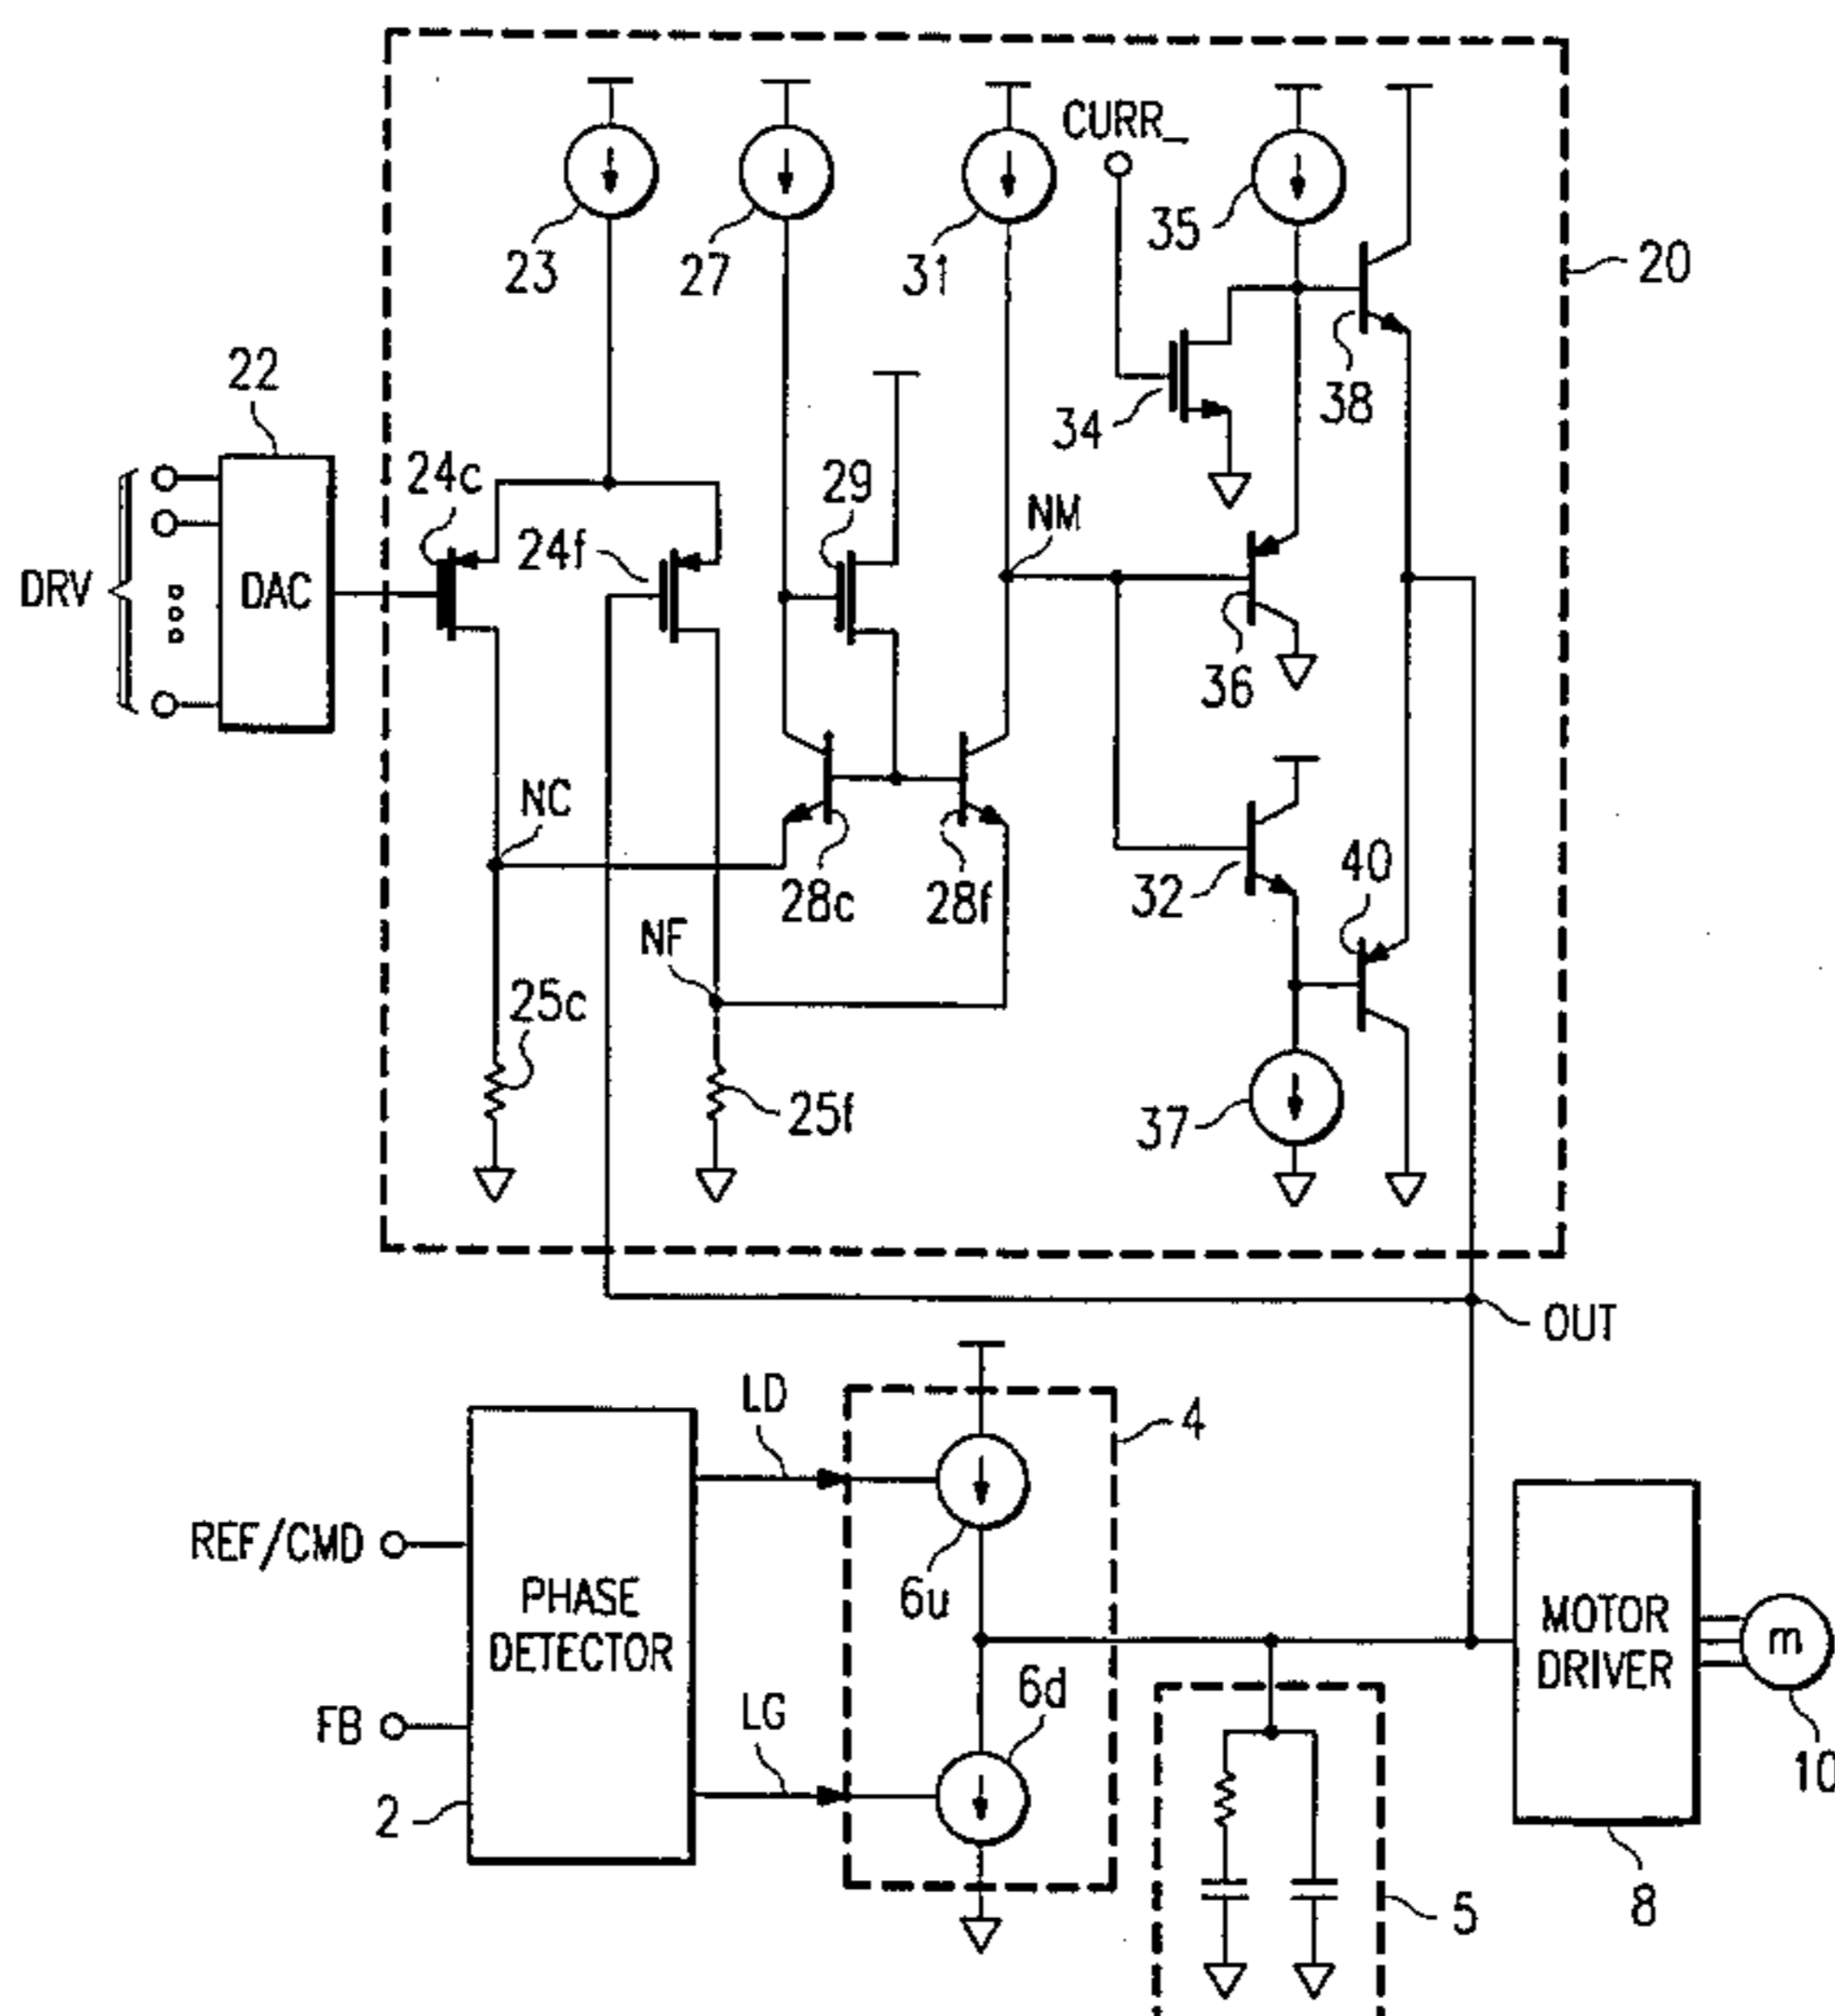 CURR_
23
27
31
35
20
22
38
34
24c
29
24f
NM
DRV
DAC
36
NC
28c
28f
32
40
NF
25c
25f
37
OUT
LD
4
REF/CMD
6u
PHASE
DETECTOR
MOTOR
DRIVER
m
6d
LG
FB
10
2
5
8